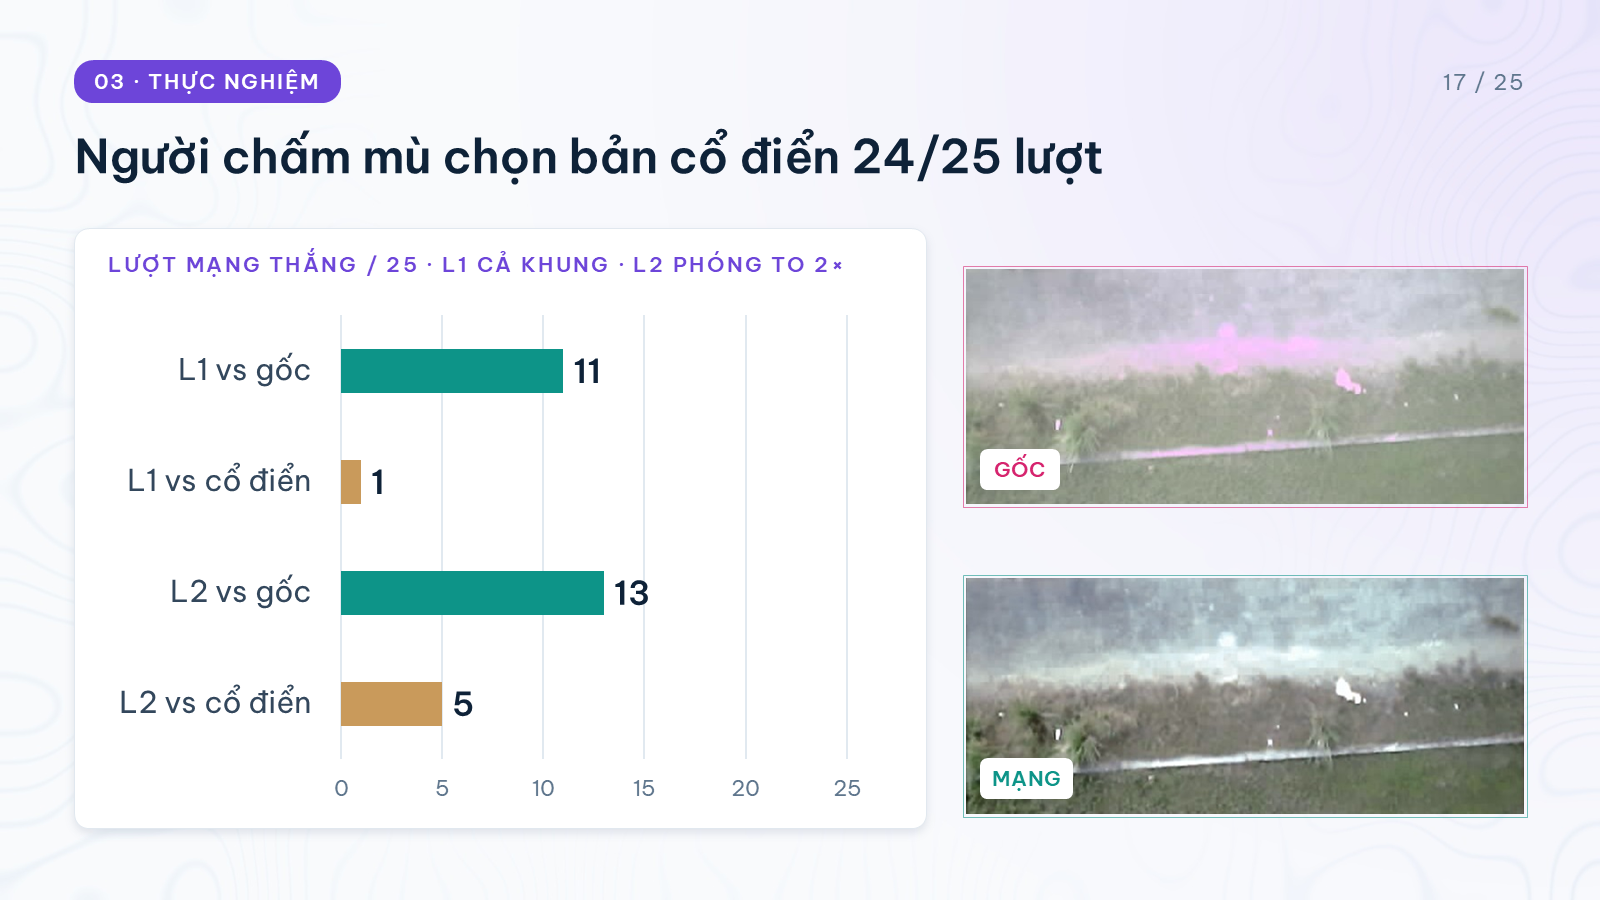 03 · THỰC NGHIỆM
17 / 25
Người chấm mù chọn bản cổ điển 24/25 lượt
LƯỢT MẠNG THẮNG / 25 · L1 CẢ KHUNG · L2 PHÓNG TO 2×
L1 vs gốc
11
L1 vs cổ điển
1
L2 vs gốc
13
L2 vs cổ điển
5
0 5 10 15 20 25
GỐC
MẠNG